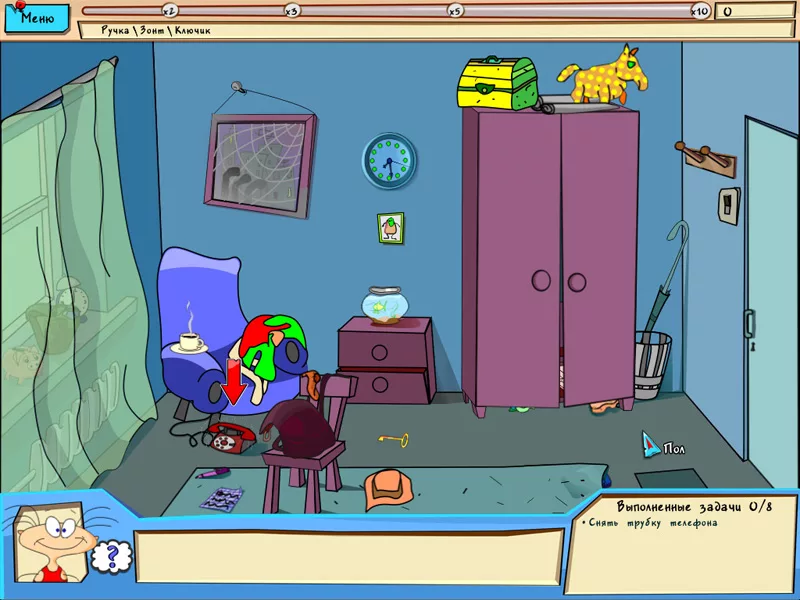 Меню
x2
x3
x5
x10
0
Ручка \ Зонт \ Ключик
Пол
?
Выполненные задачи 0/8
• Снять трубку телефона